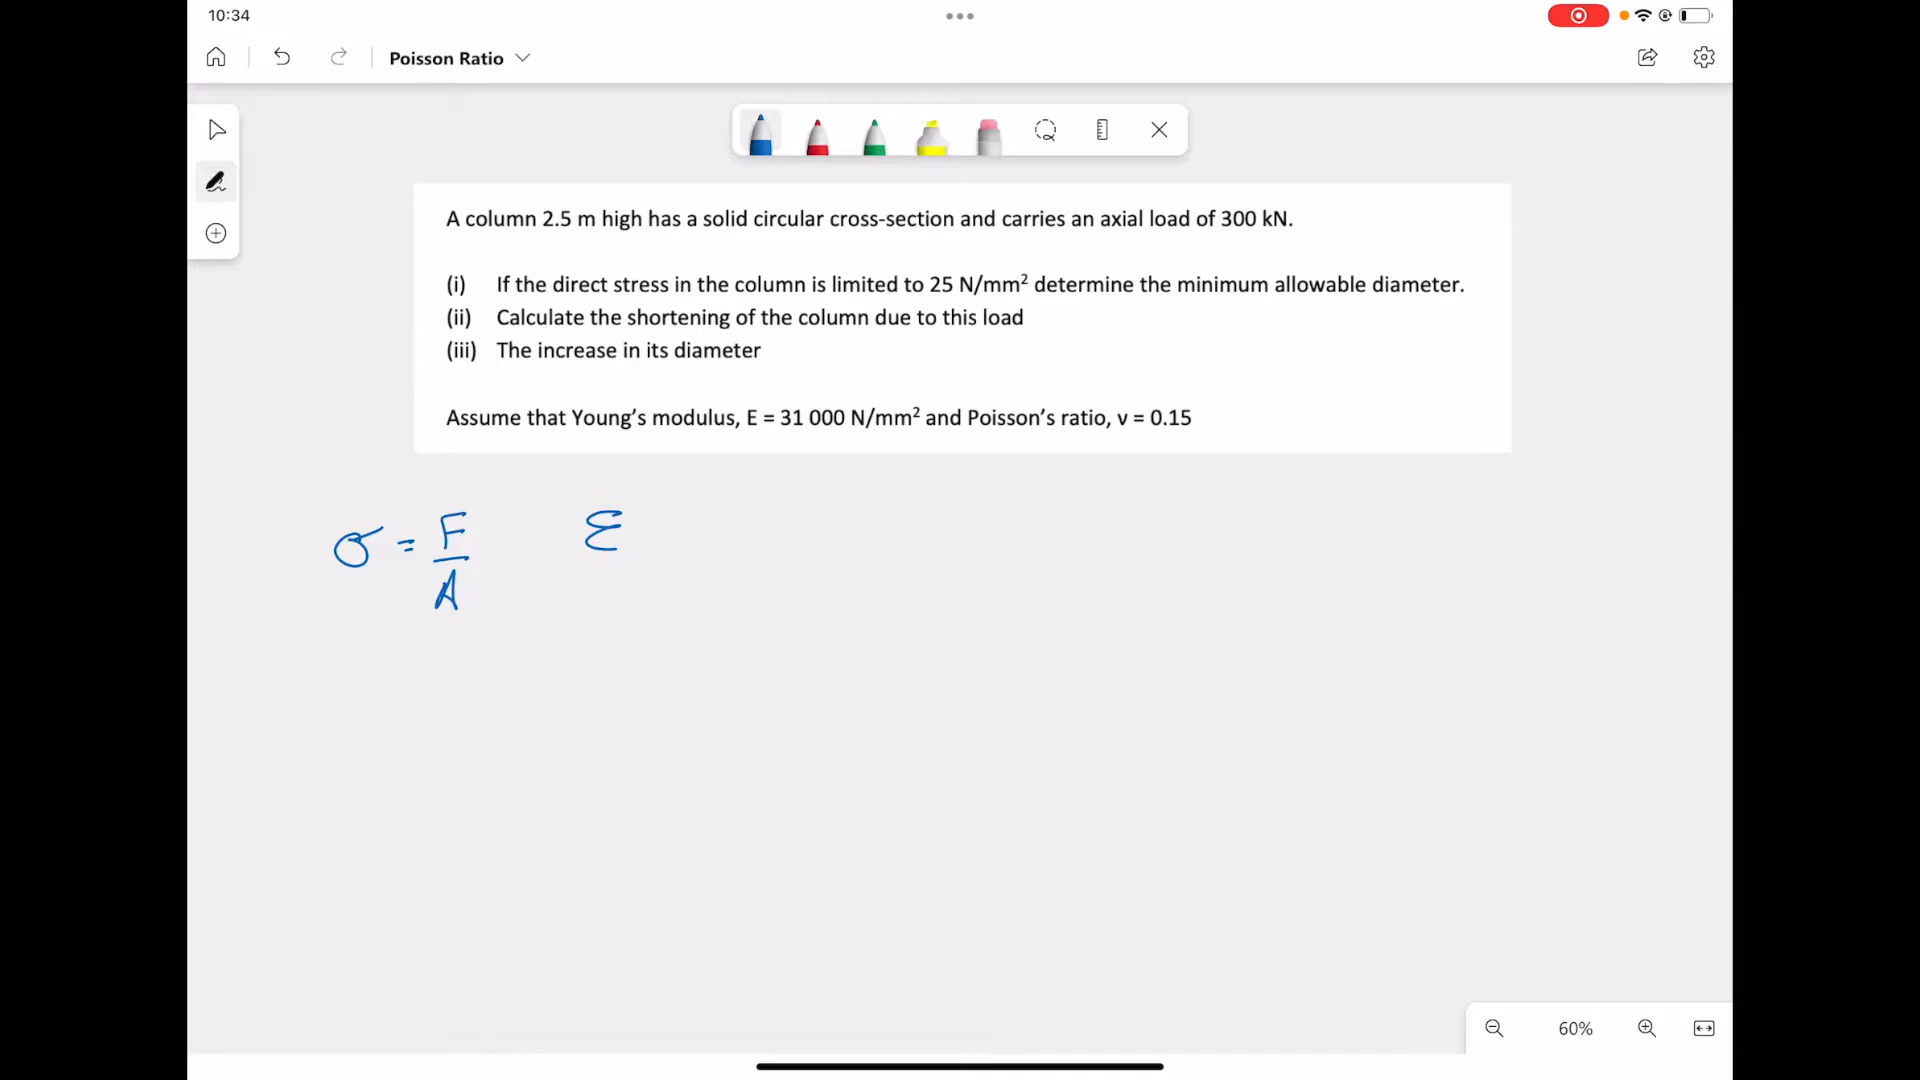 10:34
Poisson Ratio
A column 2.5 m high has a solid circular cross-section and carries an axial load of 300 kN.
(i) If the direct stress in the column is limited to 25 N/mm² determine the minimum allowable diameter.
(ii) Calculate the shortening of the column due to this load
(iii) The increase in its diameter
Assume that Young's modulus, E = 31 000 N/mm² and Poisson's ratio, v = 0.15
σ = F/A ε
60%